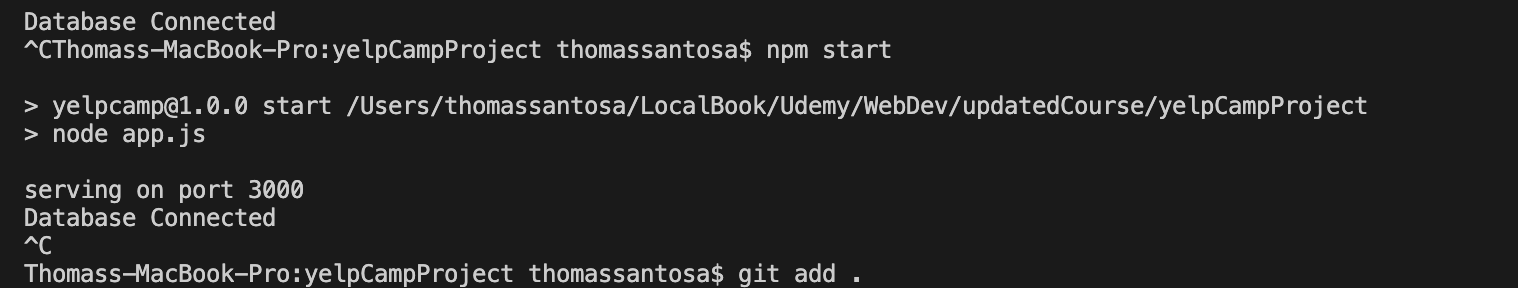 Database Connected
^CThomass-MacBook-Pro:yelpCampProject thomassantosa$ npm start
> yelpcamp@1.0.0 start /Users/thomassantosa/LocalBook/Udemy/WebDev/updatedCourse/yelpCampProject
> node app.js
serving on port 3000
Database Connected
^C
Thomass-MacBook-Pro:yelpCampProject thomassantosa$ git add .